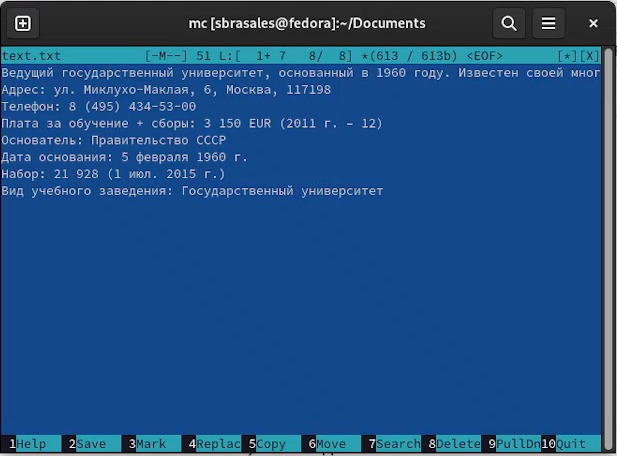 mc [sbrasales@fedora]:~/Documents
text.txt [-M--] 51 L:[ 1+ 7 8/ 8] *(613 / 613b) <EOF> [*][X]
Ведущий государственный университет, основанный в 1960 году. Известен своей мног
Адрес: ул. Миклухо-Маклая, 6, Москва, 117198
Телефон: 8 (495) 434-53-00
Плата за обучение + сборы: 3 150 EUR (2011 г. – 12)
Основатель: Правительство СССР
Дата основания: 5 февраля 1960 г.
Набор: 21 928 (1 июл. 2015 г.)
Вид учебного заведения: Государственный университет
1Help 2Save 3Mark 4Replac 5Copy 6Move 7Search 8Delete 9PullDn 10Quit